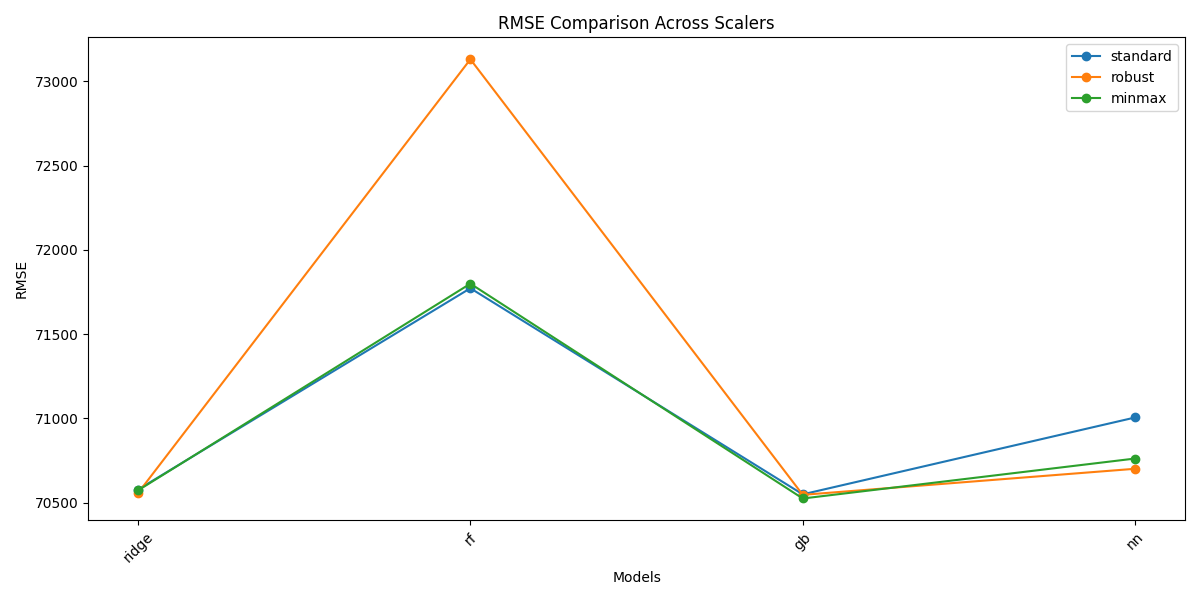 RMSE Comparison Across Scalers
standard
robust
minmax
RMSE
73000
72500
72000
71500
71000
70500
ridge
rf
gb
nn
Models